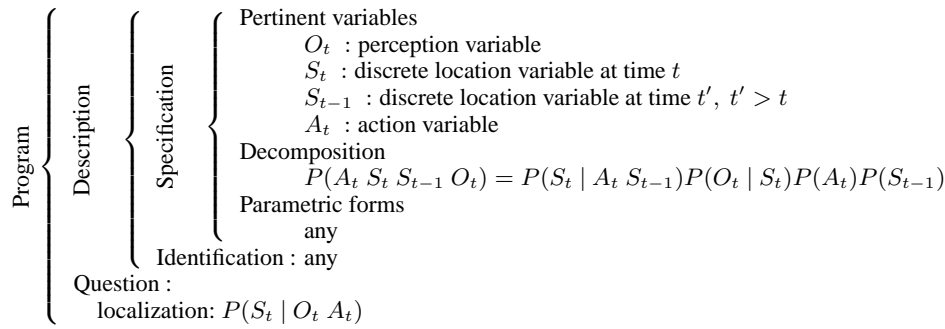 Program
Description
Specification
Pertinent variables
O_t : perception variable
S_t : discrete location variable at time t
S_{t−1} : discrete location variable at time t′, t′ > t
A_t : action variable
Decomposition
P(A_t S_t S_{t−1} O_t) = P(S_t | A_t S_{t−1})P(O_t | S_t)P(A_t)P(S_{t−1})
Parametric forms
any
Identification : any
Question :
localization: P(S_t | O_t A_t)